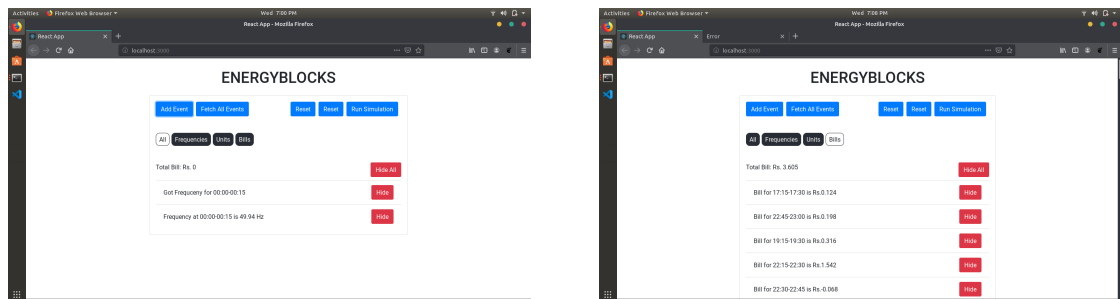 Activities Firefox Web Browser Wed 7:00 PM
React App - Mozilla Firefox
React App × +
localhost:3000
ENERGYBLOCKS
Add Event Fetch All Events Reset Reset Run Simulation
All Frequencies Units Bills
Total Bill: Rs. 0 Hide All
Got Frequceny for 00:00-00:15 Hide
Frequency at 00:00-00:15 is 49.94 Hz Hide
Activities Firefox Web Browser Wed 7:08 PM
React App - Mozilla Firefox
React App × Error × +
localhost:3000
ENERGYBLOCKS
Add Event Fetch All Events Reset Reset Run Simulation
All Frequencies Units Bills
Total Bill: Rs. 3.605 Hide All
Bill for 17:15-17:30 is Rs.0.124 Hide
Bill for 22:45-23:00 is Rs.0.198 Hide
Bill for 19:15-19:30 is Rs.0.316 Hide
Bill for 22:15-22:30 is Rs.1.542 Hide
Bill for 22:30-22:45 is Rs.-0.068 Hide